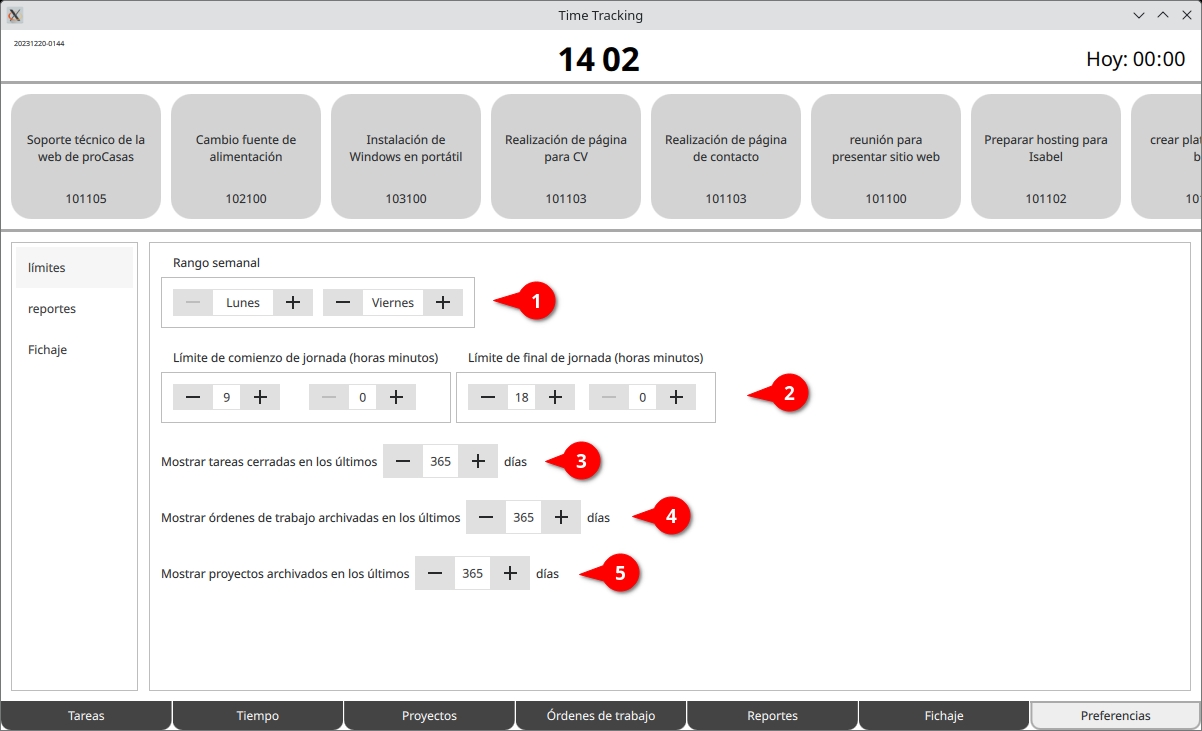 Time Tracking
20231220-0144
14 02
Hoy: 00:00
Soporte técnico de la
web de proCasas
101105
Cambio fuente de
alimentación
102100
Instalación de
Windows en portátil
103100
Realización de página
para CV
101103
Realización de página
de contacto
101103
reunión para
presentar sitio web
101100
Preparar hosting para
Isabel
101102
crear plat
b
101
límites
reportes
Fichaje
Rango semanal
− Lunes + − Viernes +
1
Límite de comienzo de jornada (horas minutos)
− 9 + − 0 +
Límite de final de jornada (horas minutos)
− 18 + − 0 +
2
Mostrar tareas cerradas en los últimos − 365 + días
3
Mostrar órdenes de trabajo archivadas en los últimos − 365 + días
4
Mostrar proyectos archivados en los últimos − 365 + días
5
Tareas
Tiempo
Proyectos
Órdenes de trabajo
Reportes
Fichaje
Preferencias